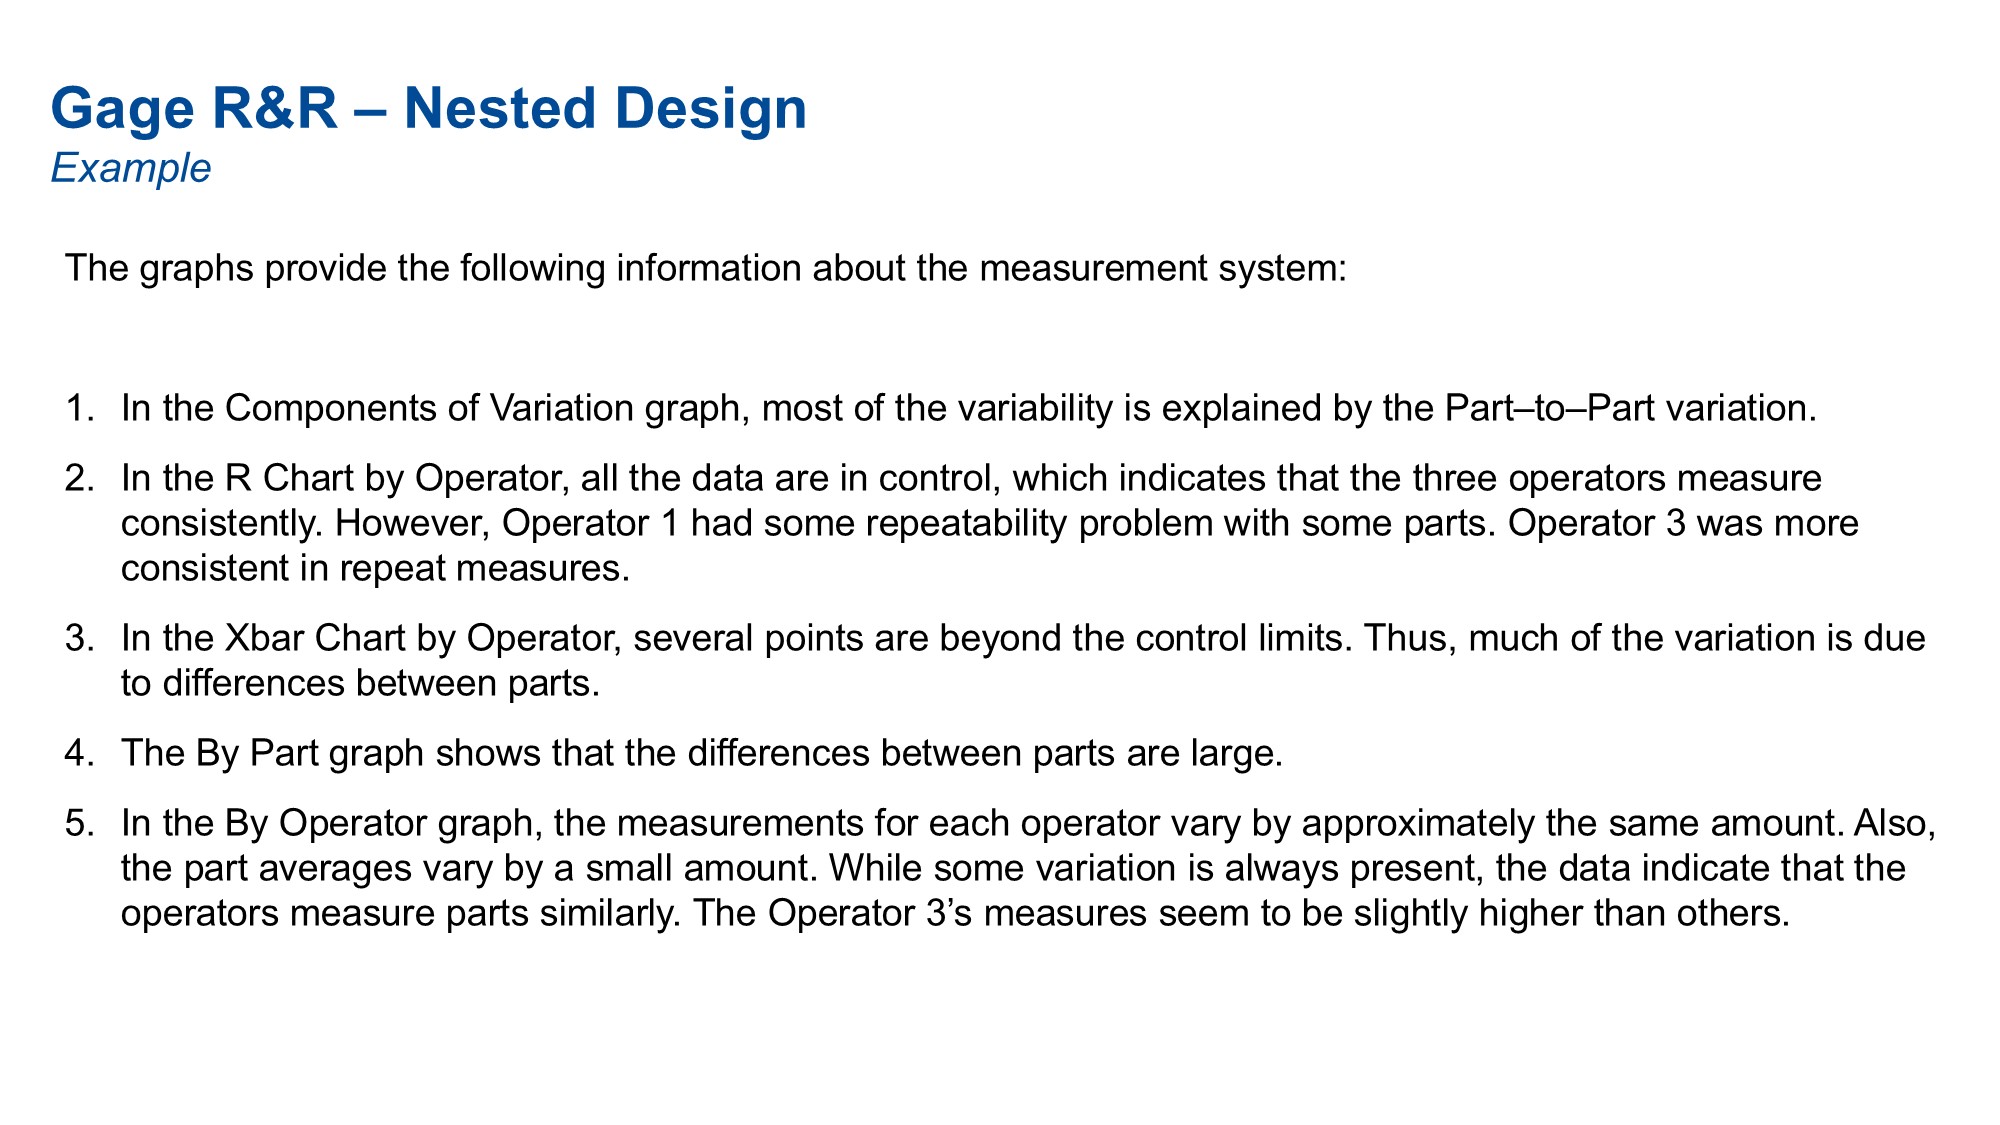 Gage R&R – Nested Design
Example
The graphs provide the following information about the measurement system:
1. In the Components of Variation graph, most of the variability is explained by the Part–to–Part variation.
2. In the R Chart by Operator, all the data are in control, which indicates that the three operators measure
consistently. However, Operator 1 had some repeatability problem with some parts. Operator 3 was more
consistent in repeat measures.
3. In the Xbar Chart by Operator, several points are beyond the control limits. Thus, much of the variation is due
to differences between parts.
4. The By Part graph shows that the differences between parts are large.
5. In the By Operator graph, the measurements for each operator vary by approximately the same amount. Also,
the part averages vary by a small amount. While some variation is always present, the data indicate that the
operators measure parts similarly. The Operator 3’s measures seem to be slightly higher than others.